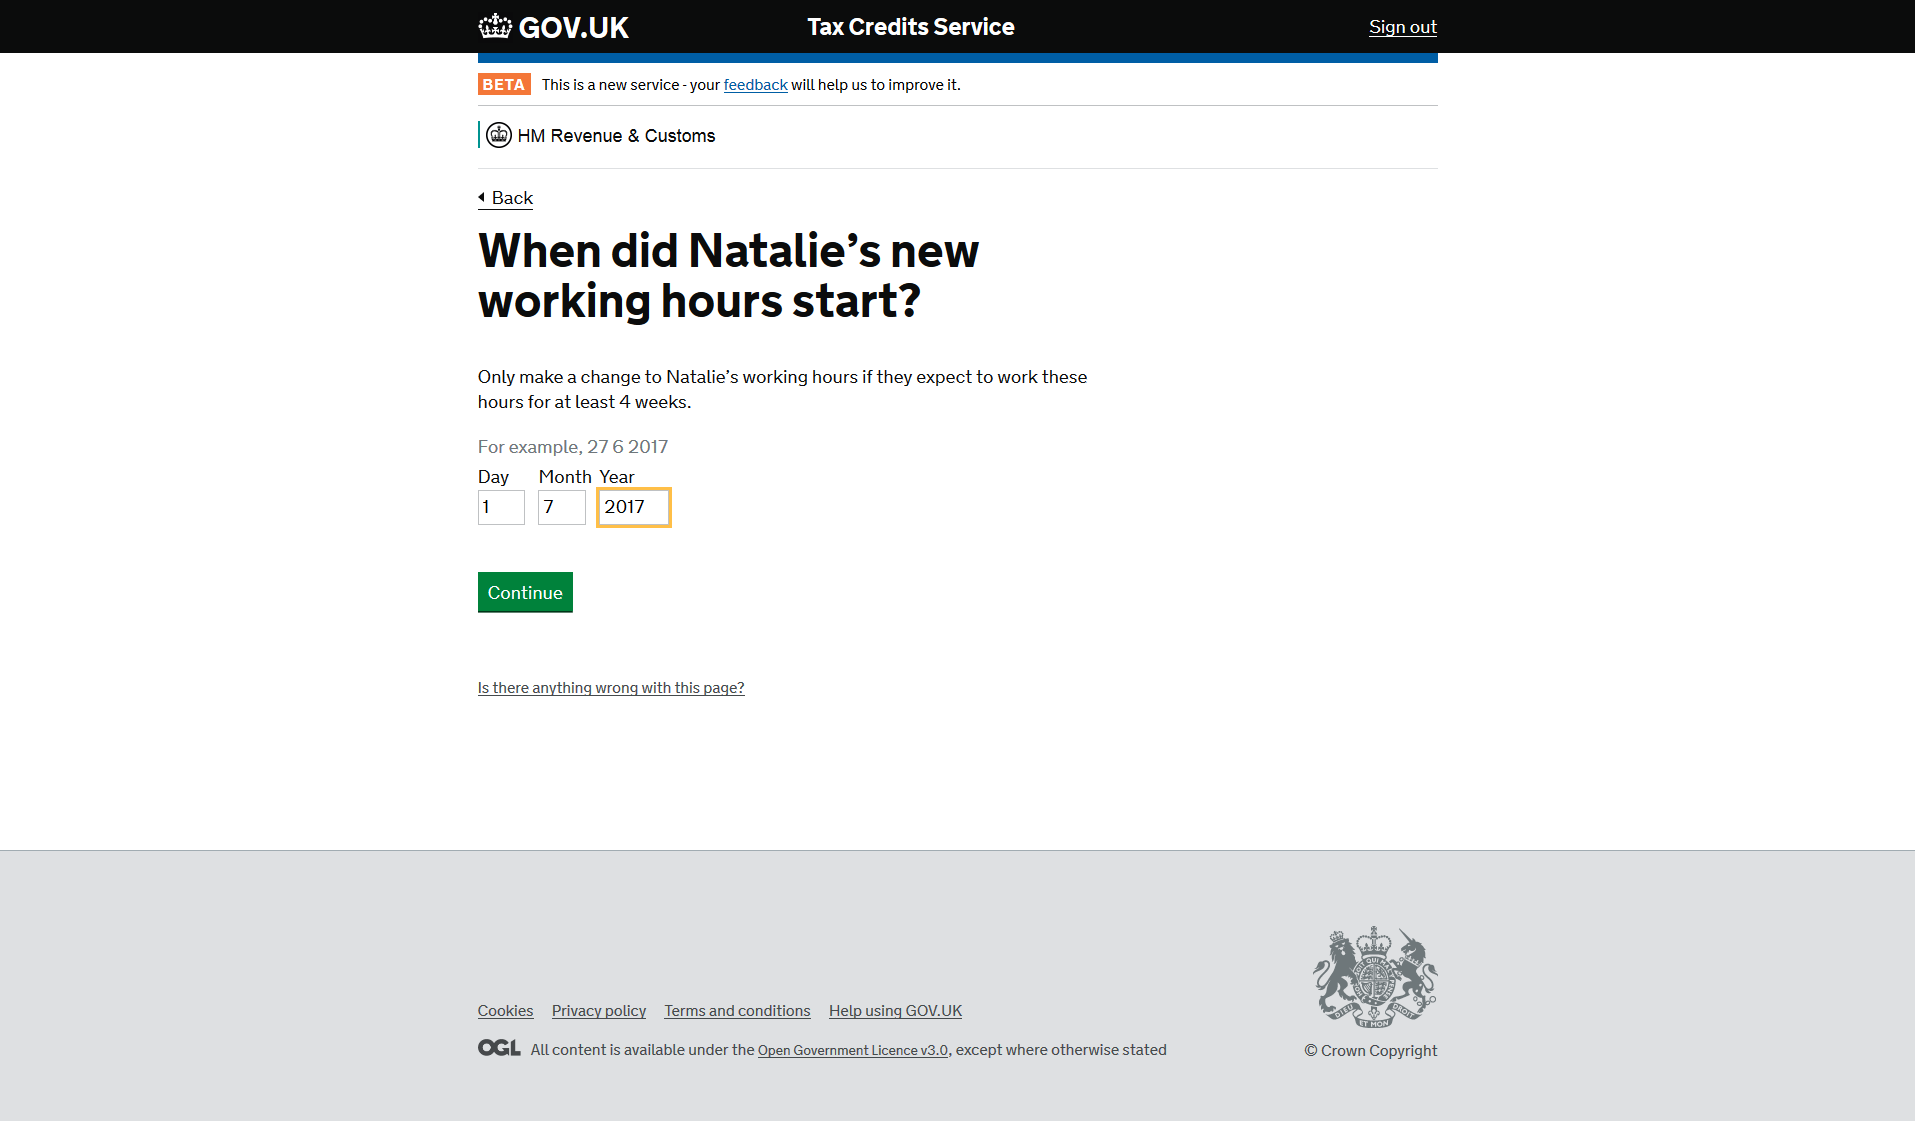 GOV.UK
Tax Credits Service
Sign out
BETA This is a new service - your feedback will help us to improve it.
HM Revenue & Customs
Back
When did Natalie’s new
working hours start?
Only make a change to Natalie’s working hours if they expect to work these
hours for at least 4 weeks.
For example, 27 6 2017
Day Month Year
1 7 2017
Continue
Is there anything wrong with this page?
Cookies Privacy policy Terms and conditions Help using GOV.UK
OGL All content is available under the Open Government Licence v3.0, except where otherwise stated
DIEU ET MON DROIT
© Crown Copyright